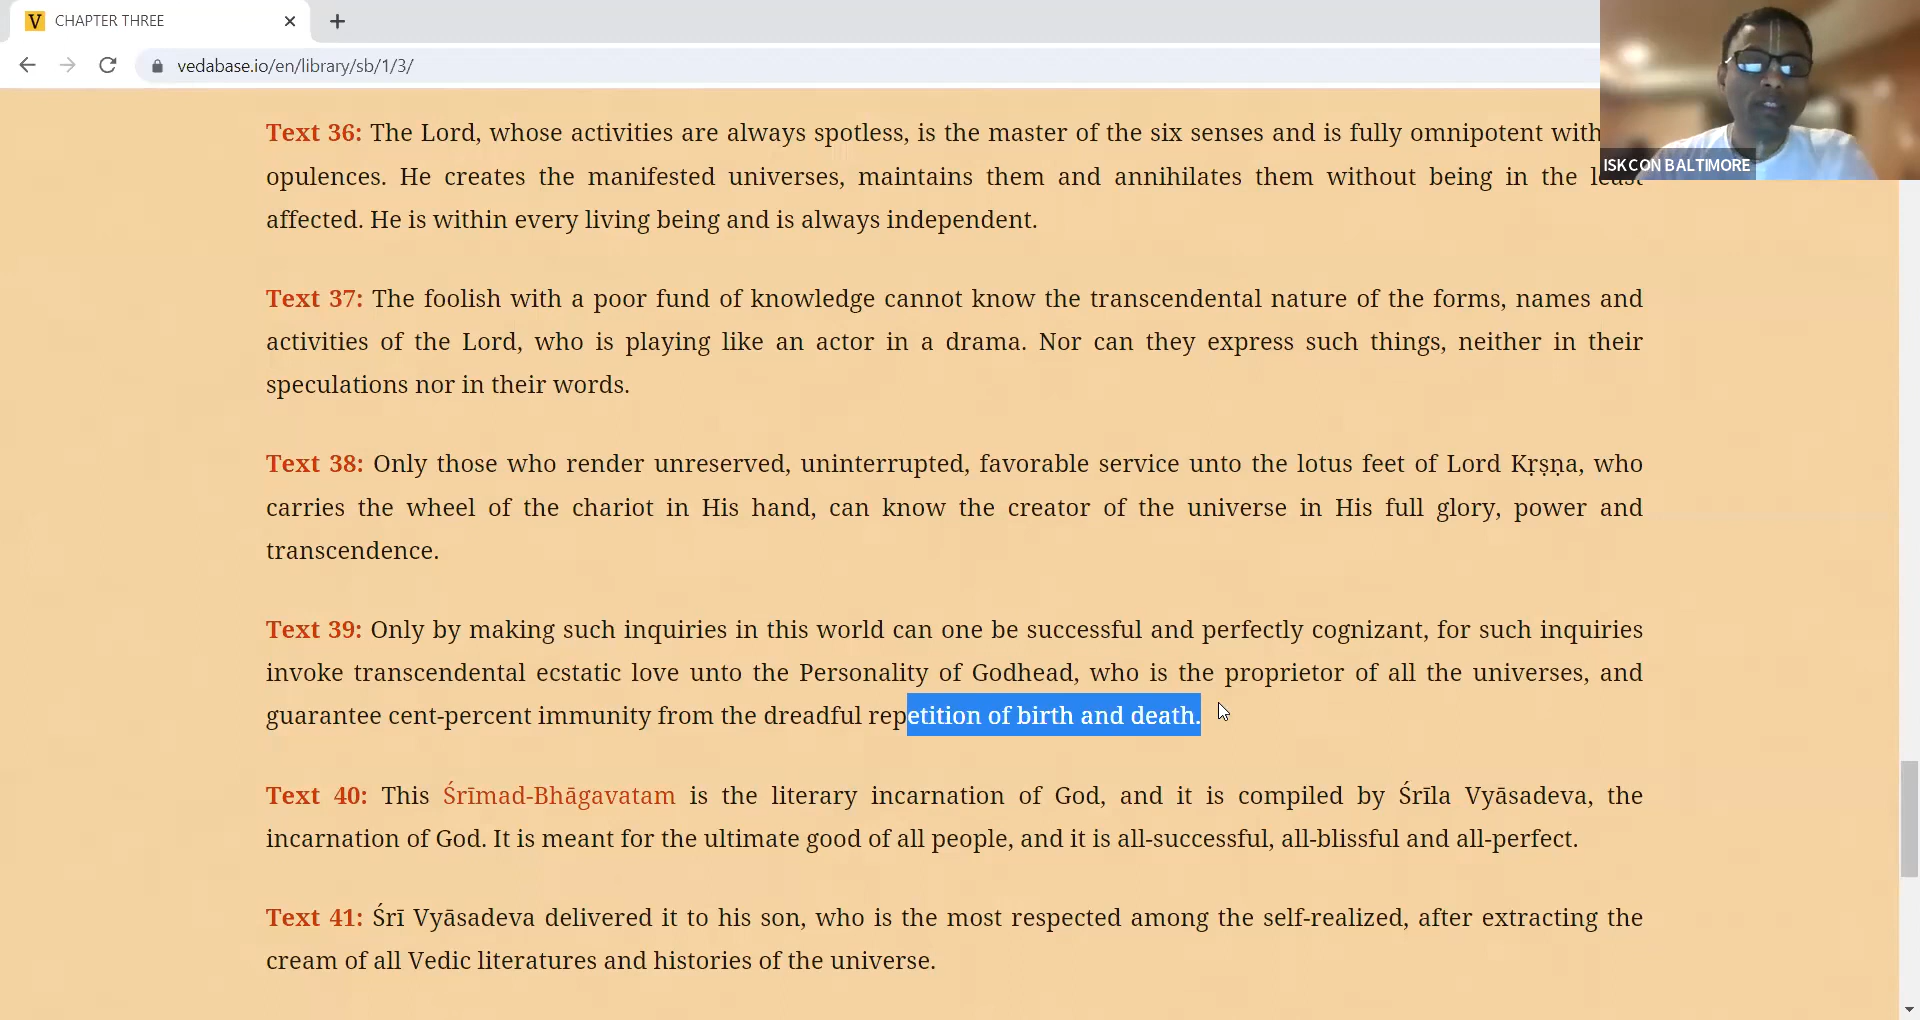 V CHAPTER THREE
vedabase.io/en/library/sb/1/3/
ISKCON BALTIMORE
Text 36: The Lord, whose activities are always spotless, is the master of the six senses and is fully omnipotent with
opulences. He creates the manifested universes, maintains them and annihilates them without being in the least
affected. He is within every living being and is always independent.
Text 37: The foolish with a poor fund of knowledge cannot know the transcendental nature of the forms, names and
activities of the Lord, who is playing like an actor in a drama. Nor can they express such things, neither in their
speculations nor in their words.
Text 38: Only those who render unreserved, uninterrupted, favorable service unto the lotus feet of Lord Kṛṣṇa, who
carries the wheel of the chariot in His hand, can know the creator of the universe in His full glory, power and
transcendence.
Text 39: Only by making such inquiries in this world can one be successful and perfectly cognizant, for such inquiries
invoke transcendental ecstatic love unto the Personality of Godhead, who is the proprietor of all the universes, and
guarantee cent-percent immunity from the dreadful repetition of birth and death.
Text 40: This Śrīmad-Bhāgavatam is the literary incarnation of God, and it is compiled by Śrīla Vyāsadeva, the
incarnation of God. It is meant for the ultimate good of all people, and it is all-successful, all-blissful and all-perfect.
Text 41: Śrī Vyāsadeva delivered it to his son, who is the most respected among the self-realized, after extracting the
cream of all Vedic literatures and histories of the universe.